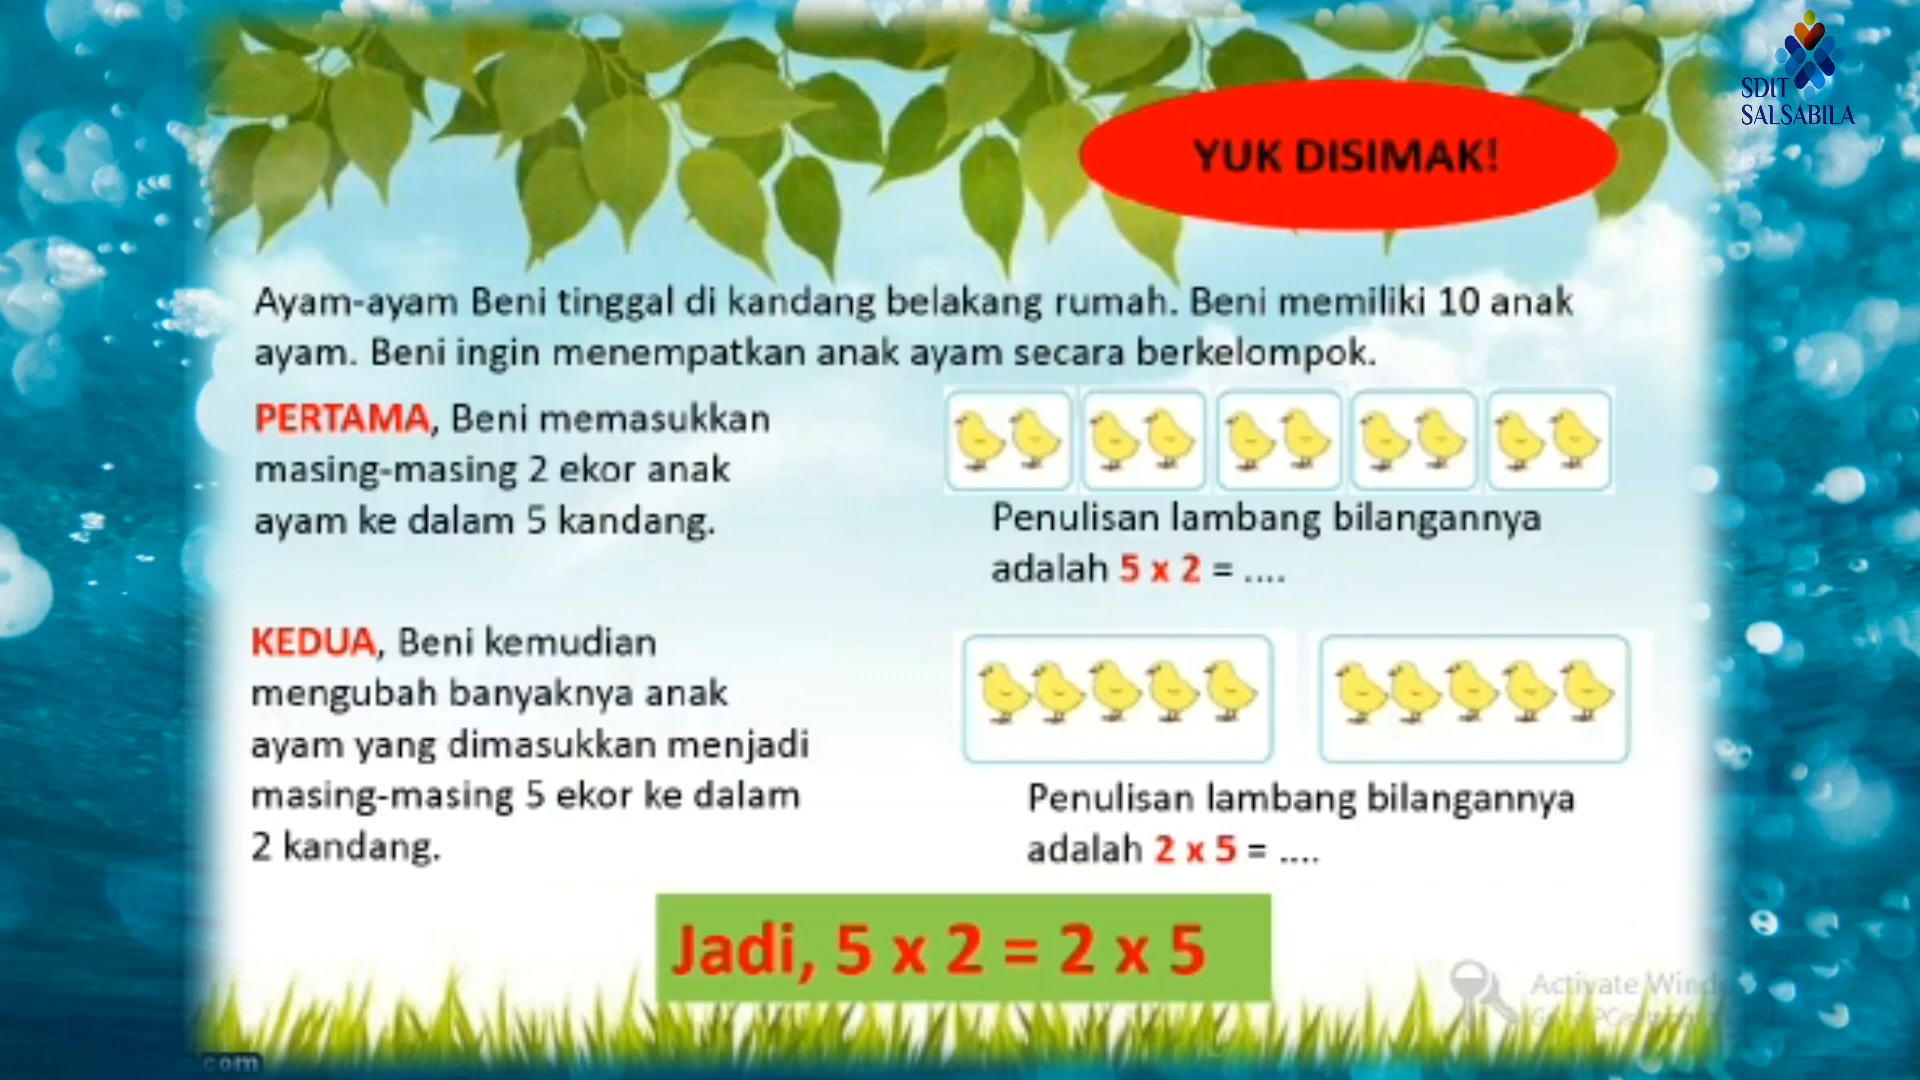 SDIT
SALSABILA
YUK DISIMAK!
Ayam-ayam Beni tinggal di kandang belakang rumah. Beni memiliki 10 anak
ayam. Beni ingin menempatkan anak ayam secara berkelompok.
PERTAMA, Beni memasukkan
masing-masing 2 ekor anak
ayam ke dalam 5 kandang.
Penulisan lambang bilangannya
adalah 5 x 2 = ....
KEDUA, Beni kemudian
mengubah banyaknya anak
ayam yang dimasukkan menjadi
masing-masing 5 ekor ke dalam
2 kandang.
Penulisan lambang bilangannya
adalah 2 x 5 = ....
Jadi, 5 x 2 = 2 x 5
Activate Wind
.com